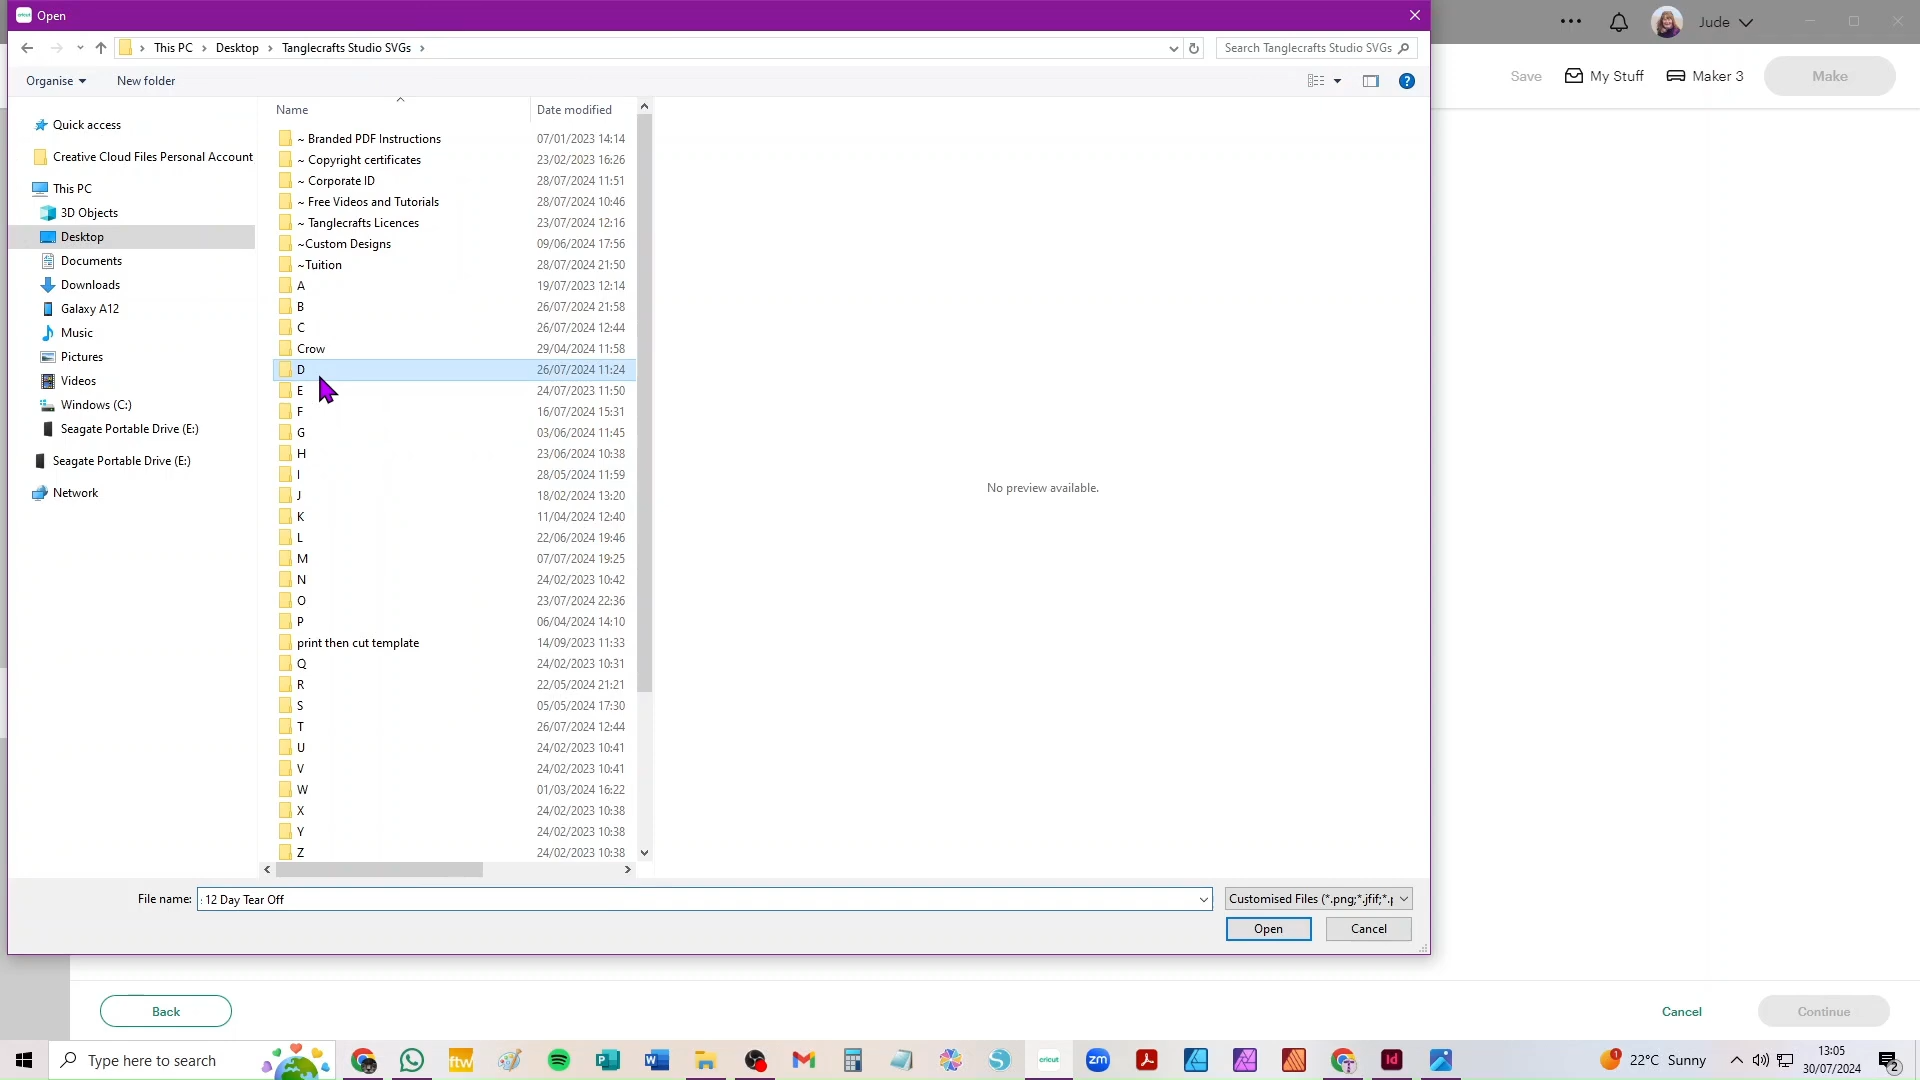 cricut Open
Jude
This PC Desktop Tanglecrafts Studio SVGs
Search Tanglecrafts Studio SVGs
Organise New folder
Save My Stuff Maker 3 Make
Name Date modified
Quick access
Creative Cloud Files Personal Account
This PC
3D Objects
Desktop
Documents
Downloads
Galaxy A12
Music
Pictures
Videos
Windows (C:)
Seagate Portable Drive (E:)
Seagate Portable Drive (E:)
Network
~ Branded PDF Instructions 07/01/2023 14:14
~ Copyright certificates 23/02/2023 16:26
~ Corporate ID 28/07/2024 11:51
~ Free Videos and Tutorials 28/07/2024 10:46
~ Tanglecrafts Licences 23/07/2024 12:16
~Custom Designs 09/06/2024 17:56
~Tuition 28/07/2024 21:50
A 19/07/2023 12:14
B 26/07/2024 21:58
C 26/07/2024 12:44
Crow 29/04/2024 11:58
D 26/07/2024 11:24
E 24/07/2023 11:50
F 16/07/2024 15:31
G 03/06/2024 11:45
H 23/06/2024 10:38
I 28/05/2024 11:59
J 18/02/2024 13:20
K 11/04/2024 12:40
L 22/06/2024 19:46
M 07/07/2024 19:25
N 24/02/2023 10:42
O 23/07/2024 22:36
P 06/04/2024 14:10
print then cut template 14/09/2023 11:33
Q 24/02/2023 10:31
R 22/05/2024 21:21
S 05/05/2024 17:30
T 26/07/2024 12:44
U 24/02/2023 10:41
V 24/02/2023 10:41
W 01/03/2024 16:22
X 24/02/2023 10:38
Y 24/02/2023 10:38
Z 24/02/2023 10:38
No preview available.
File name: : 12 Day Tear Off
Customised Files (*.png;*.jfif;*.p
Open Cancel
Back Cancel Continue
Type here to search
ftw
cricut
zm
Id
1
22°C Sunny
13:05
30/07/2024
2